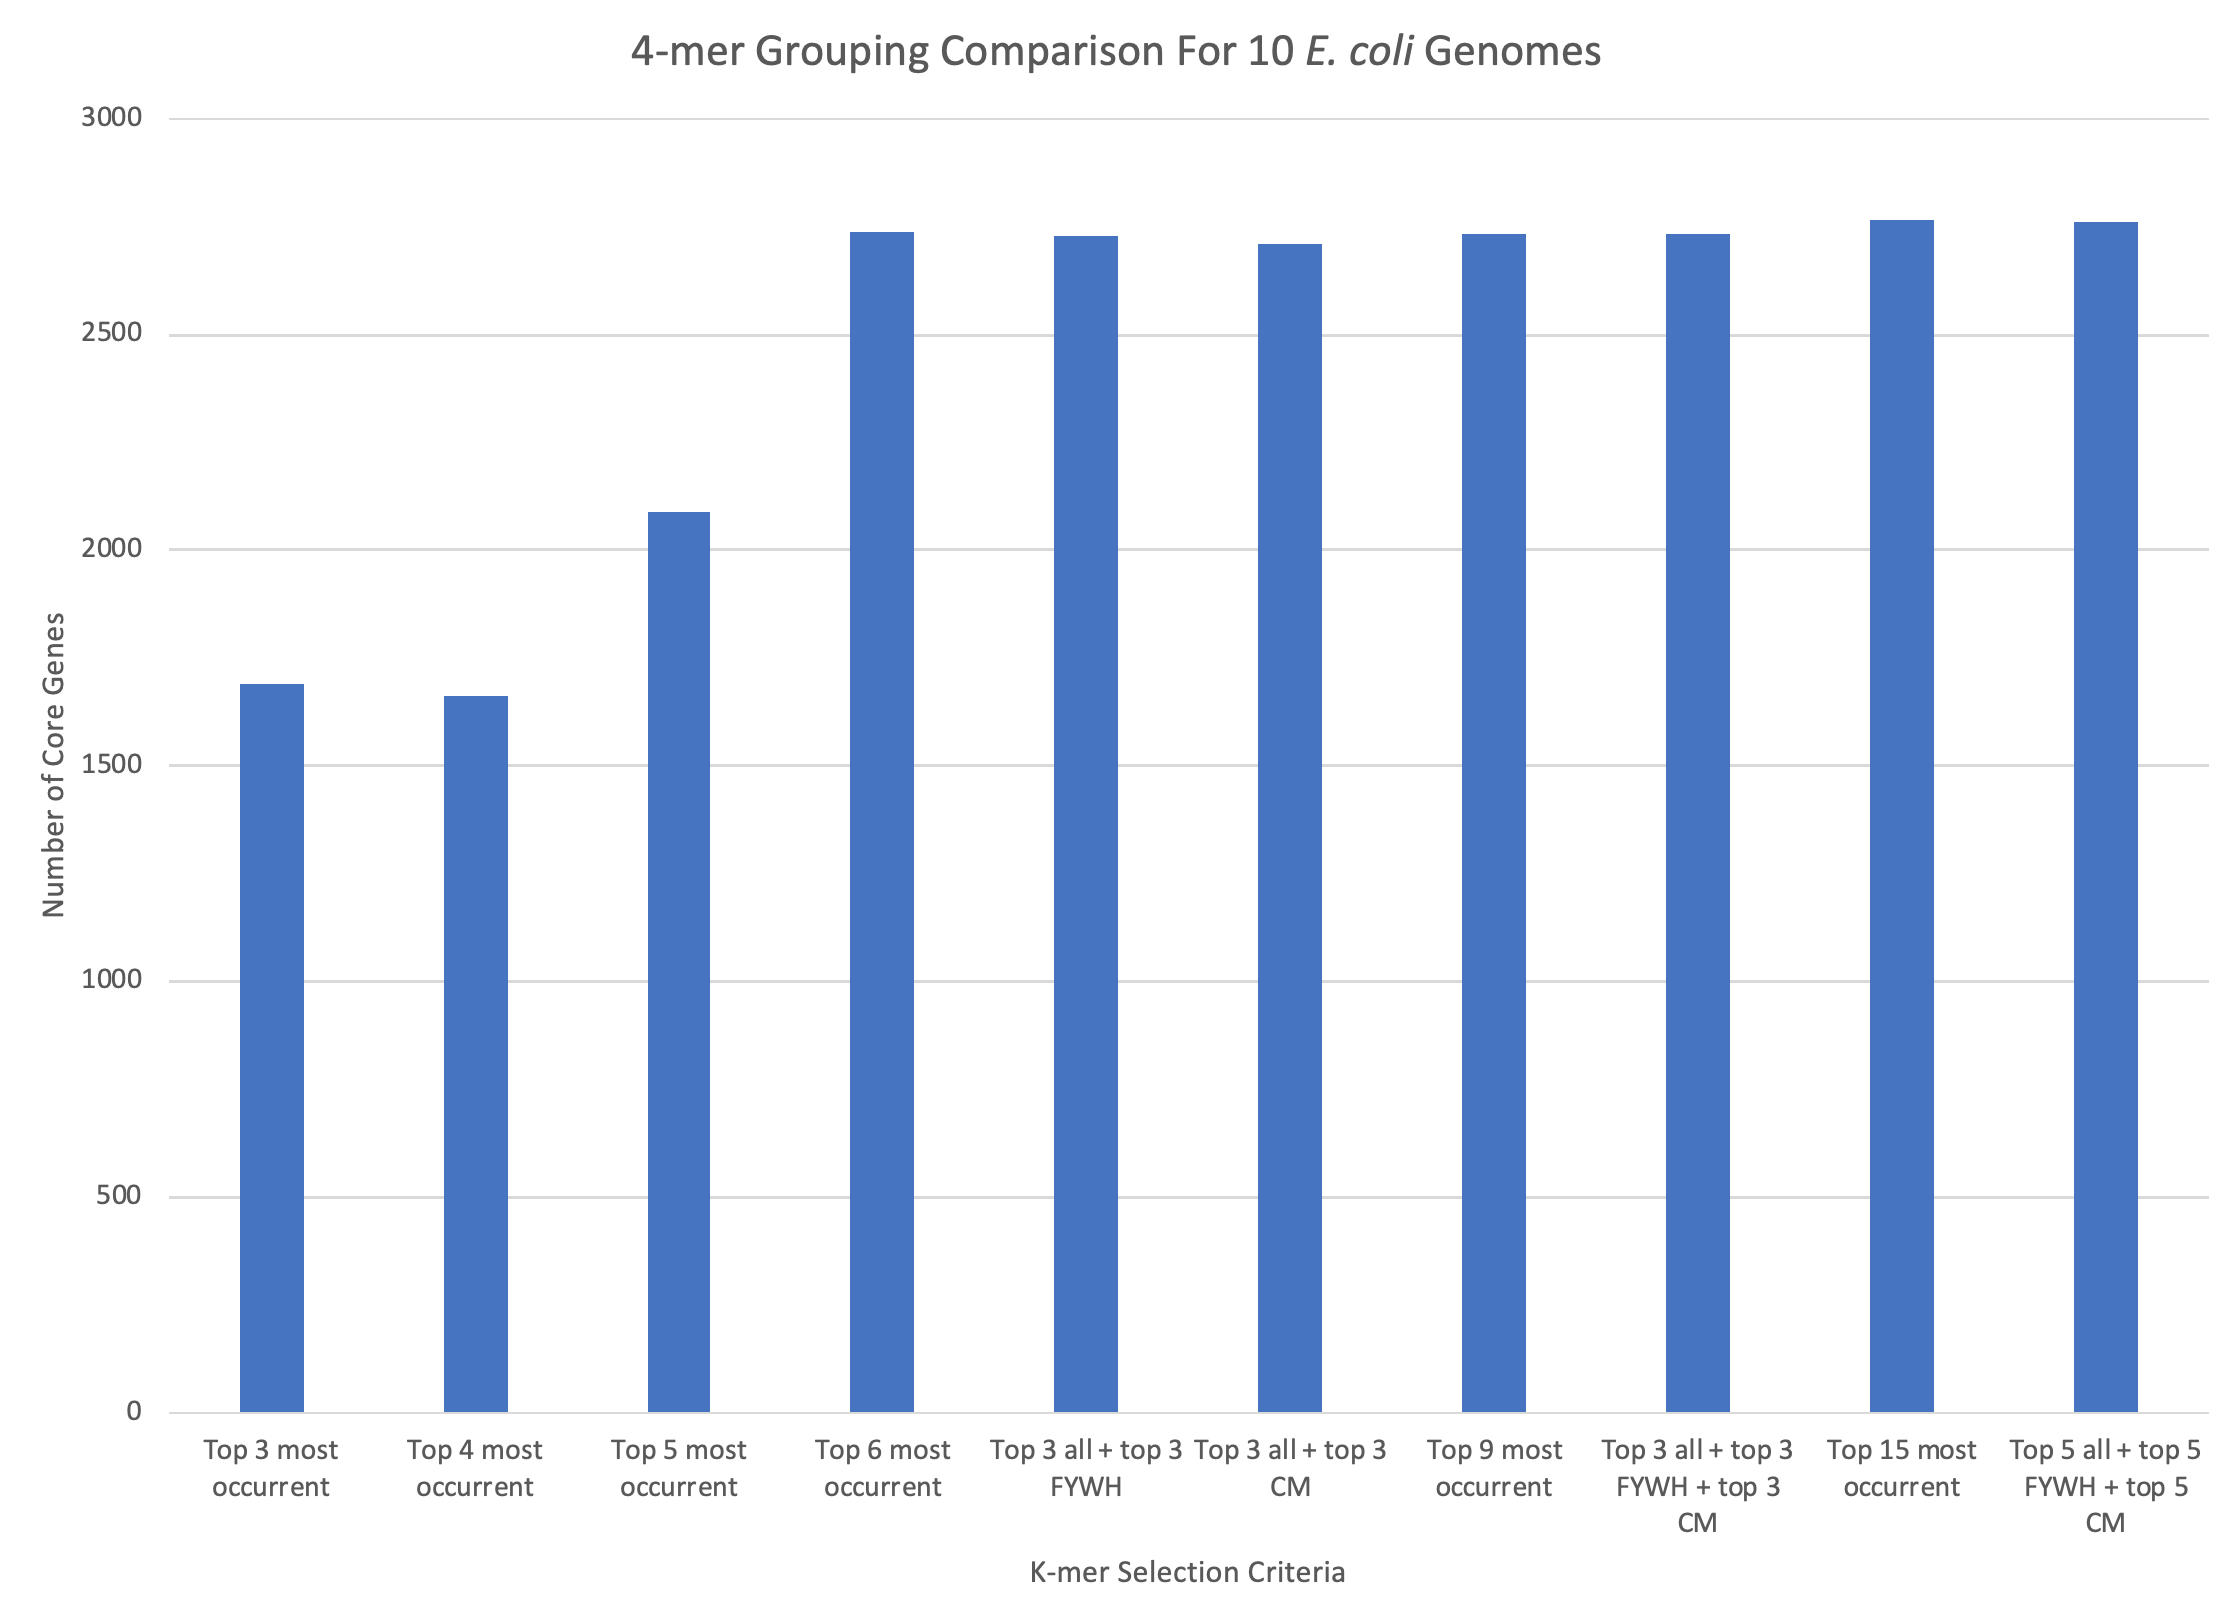 4-mer Grouping Comparison For 10 E. coli Genomes
3000
2500
2000
1500
1000
500
0
Number of Core Genes
Top 3 most
occurrent
Top 4 most
occurrent
Top 5 most
occurrent
Top 6 most
occurrent
Top 3 all + top 3
FYWH
Top 3 all + top 3
CM
Top 9 most
occurrent
Top 3 all + top 3
FYWH + top 3
CM
Top 15 most
occurrent
Top 5 all + top 5
FYWH + top 5
CM
K-mer Selection Criteria